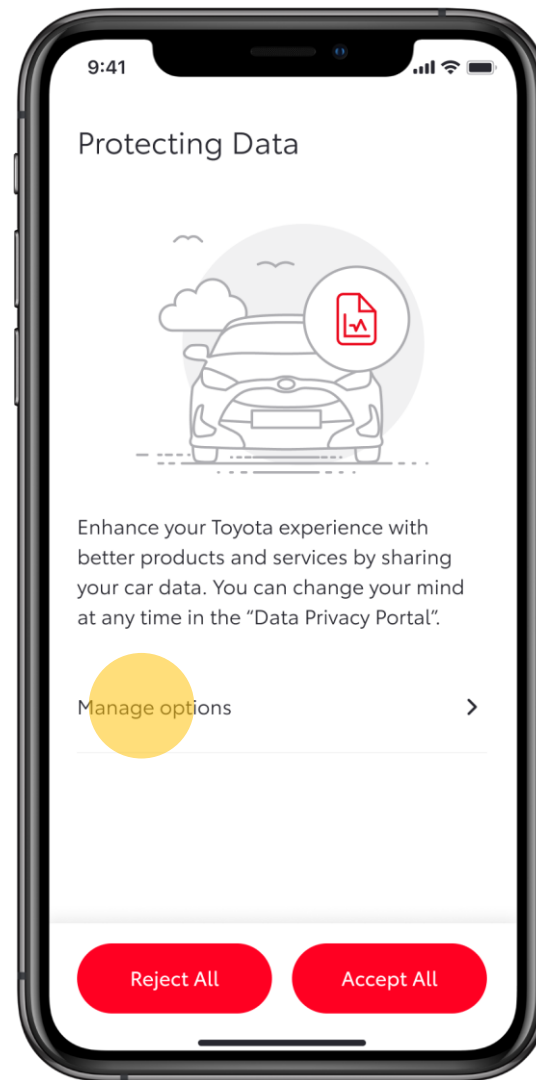 9:41
Protecting Data
Enhance your Toyota experience with
better products and services by sharing
your car data. You can change your mind
at any time in the “Data Privacy Portal”.
Manage options
Reject All
Accept All